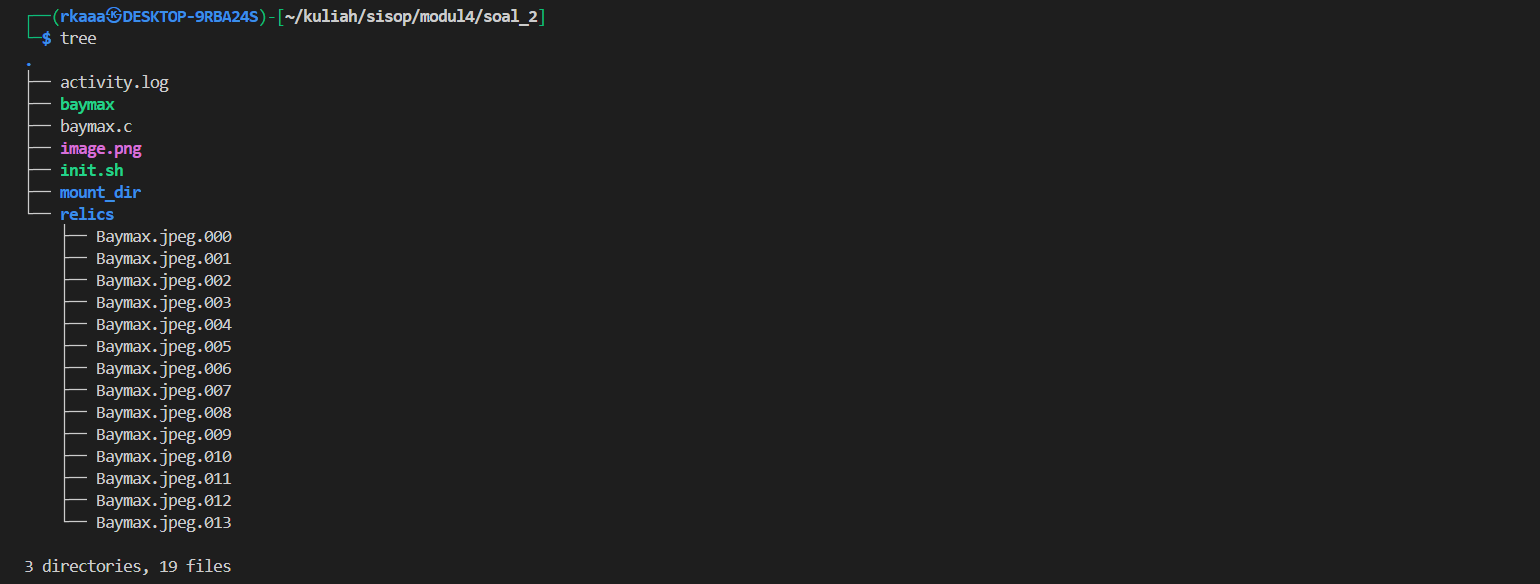 ┌──(rkaaa㉿DESKTOP-9RBA24S)-[~/kuliah/sisop/modul4/soal_2]
└─$ tree
.
├── activity.log
├── baymax
├── baymax.c
├── image.png
├── init.sh
├── mount_dir
└── relics
    ├── Baymax.jpeg.000
    ├── Baymax.jpeg.001
    ├── Baymax.jpeg.002
    ├── Baymax.jpeg.003
    ├── Baymax.jpeg.004
    ├── Baymax.jpeg.005
    ├── Baymax.jpeg.006
    ├── Baymax.jpeg.007
    ├── Baymax.jpeg.008
    ├── Baymax.jpeg.009
    ├── Baymax.jpeg.010
    ├── Baymax.jpeg.011
    ├── Baymax.jpeg.012
    └── Baymax.jpeg.013
3 directories, 19 files